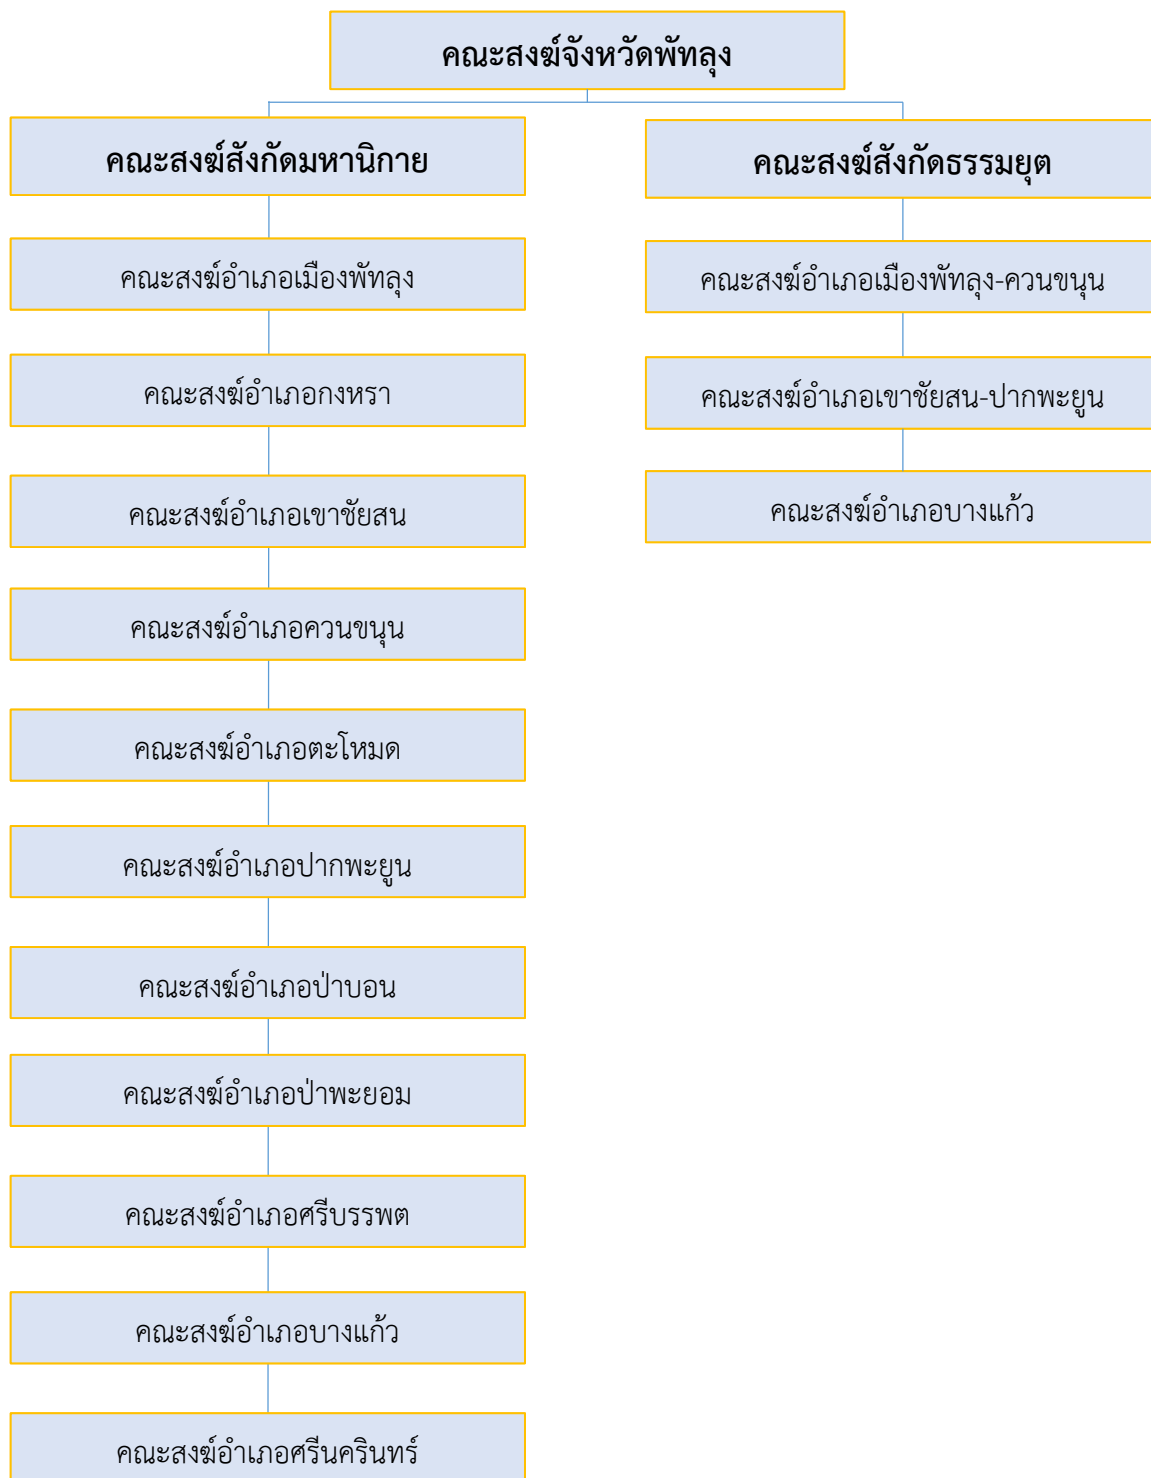 คณะสงฆ์จังหวัดพัทลุง
คณะสงฆ์สังกัดมหานิกาย
คณะสงฆ์อำเภอเมืองพัทลุง
คณะสงฆ์อำเภอกงหรา
คณะสงฆ์อำเภอเขาชัยสน
คณะสงฆ์อำเภอควนขนุน
คณะสงฆ์อำเภอตะโหมด
คณะสงฆ์อำเภอปากพะยูน
คณะสงฆ์อำเภอป่าบอน
คณะสงฆ์อำเภอป่าพะยอม
คณะสงฆ์อำเภอศรีบรรพต
คณะสงฆ์อำเภอบางแก้ว
คณะสงฆ์อำเภอศรีนครินทร์
คณะสงฆ์สังกัดธรรมยุต
คณะสงฆ์อำเภอเมืองพัทลุง-ควนขนุน
คณะสงฆ์อำเภอเขาชัยสน-ปากพะยูน
คณะสงฆ์อำเภอบางแก้ว